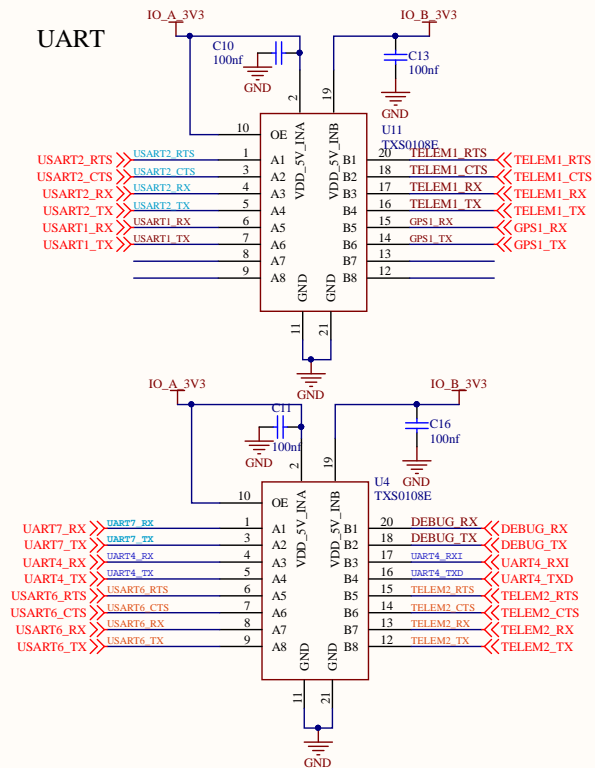 UART
IO_A_3V3 IO_B_3V3
C10 100nf GND
C13 100nf GND
2 19
VDD_5V_INA VDD_5V_INB
U11
TXS0108E
10 OE
USART2_RTS USART2_RTS 1 A1 B1 20 TELEM1_RTS TELEM1_RTS
USART2_CTS USART2_CTS 3 A2 B2 18 TELEM1_CTS TELEM1_CTS
USART2_RX USART2_RX 4 A3 B3 17 TELEM1_RX TELEM1_RX
USART2_TX USART2_TX 5 A4 B4 16 TELEM1_TX TELEM1_TX
USART1_RX USART1_RX 6 A5 B5 15 GPS1_RX GPS1_RX
USART1_TX USART1_TX 7 A6 B6 14 GPS1_TX GPS1_TX
8 A7 B7 13
9 A8 B8 12
GND GND
11 21
GND
IO_A_3V3 IO_B_3V3
C11 100nf GND
C16 100nf GND
2 19
VDD_5V_INA VDD_5V_INB
U4
TXS0108E
10 OE
UART7_RX UART7_RX 1 A1 B1 20 DEBUG_RX DEBUG_RX
UART7_TX UART7_TX 3 A2 B2 18 DEBUG_TX DEBUG_TX
UART4_RX UART4_RX 4 A3 B3 17 UART4_RXI UART4_RXI
UART4_TX UART4_TX 5 A4 B4 16 UART4_TXD UART4_TXD
USART6_RTS USART6_RTS 6 A5 B5 15 TELEM2_RTS TELEM2_RTS
USART6_CTS USART6_CTS 7 A6 B6 14 TELEM2_CTS TELEM2_CTS
USART6_RX USART6_RX 8 A7 B7 13 TELEM2_RX TELEM2_RX
USART6_TX USART6_TX 9 A8 B8 12 TELEM2_TX TELEM2_TX
GND GND
11 21
GND